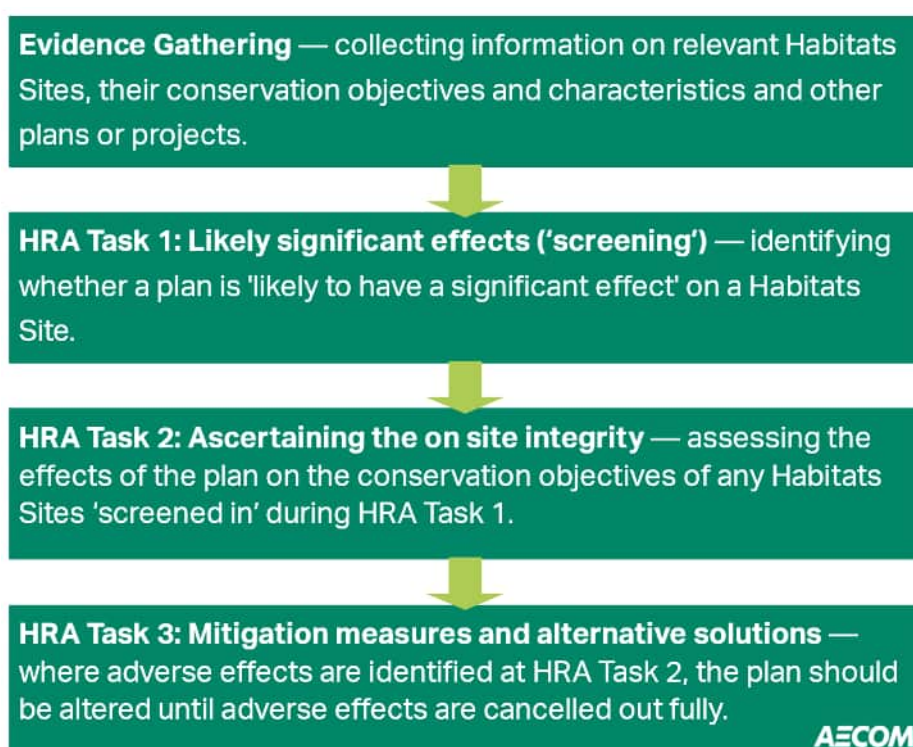 Evidence Gathering — collecting information on relevant Habitats
Sites, their conservation objectives and characteristics and other
plans or projects.
HRA Task 1: Likely significant effects (‘screening’) — identifying
whether a plan is 'likely to have a significant effect' on a Habitats
Site.
HRA Task 2: Ascertaining the on site integrity — assessing the
effects of the plan on the conservation objectives of any Habitats
Sites ‘screened in’ during HRA Task 1.
HRA Task 3: Mitigation measures and alternative solutions —
where adverse effects are identified at HRA Task 2, the plan should
be altered until adverse effects are cancelled out fully.
AECOM